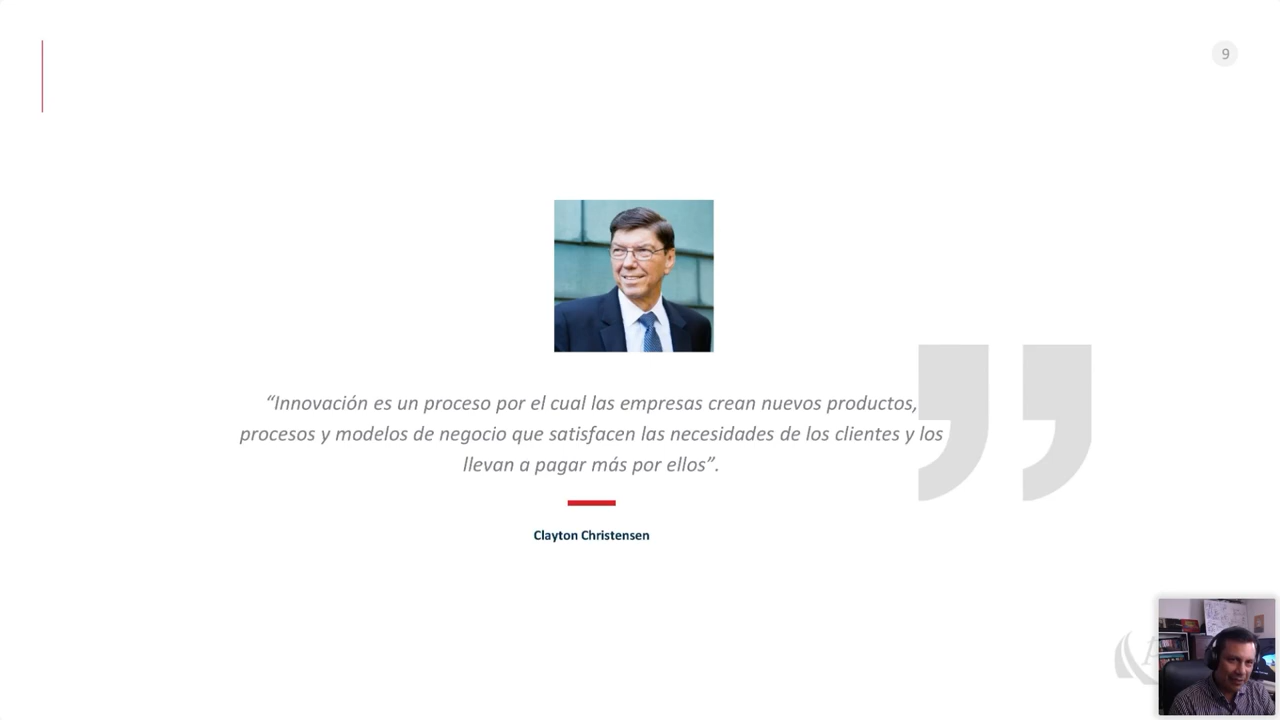 9
“Innovación es un proceso por el cual las empresas crean nuevos productos,
procesos y modelos de negocio que satisfacen las necesidades de los clientes y los
llevan a pagar más por ellos”.
Clayton Christensen